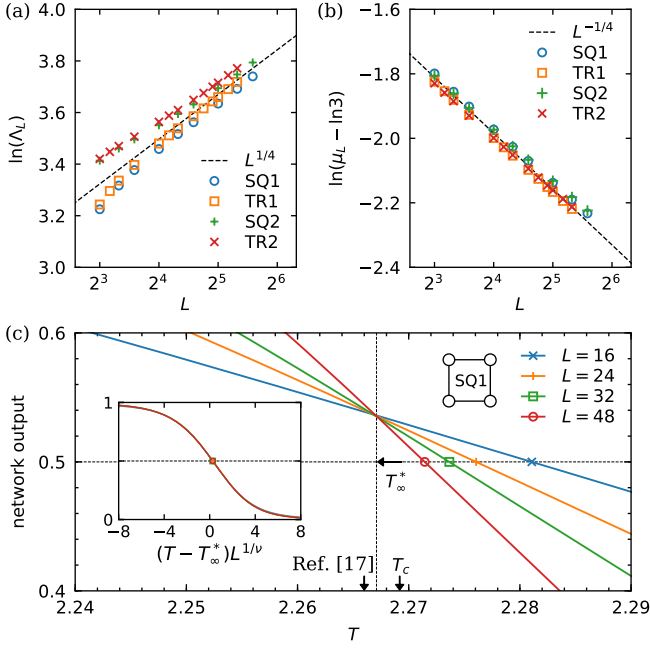 (a)
4.0
3.8
3.6
3.4
3.2
3.0
ln(Λ_L)
L^{1/4}
SQ1
TR1
SQ2
TR2
2^3 2^4 2^5 2^6
L
(b)
−1.6
−1.8
−2.0
−2.2
−2.4
ln(μ_L − ln3)
L^{−1/4}
SQ1
TR1
SQ2
TR2
2^3 2^4 2^5 2^6
L
(c)
0.6
0.5
0.4
network output
SQ1
L = 16
L = 24
L = 32
L = 48
1
0
−8 −4 0 4 8
(T − T*_∞)L^{1/ν}
T*_∞
Ref. [17]
T_c
2.24 2.25 2.26 2.27 2.28 2.29
T